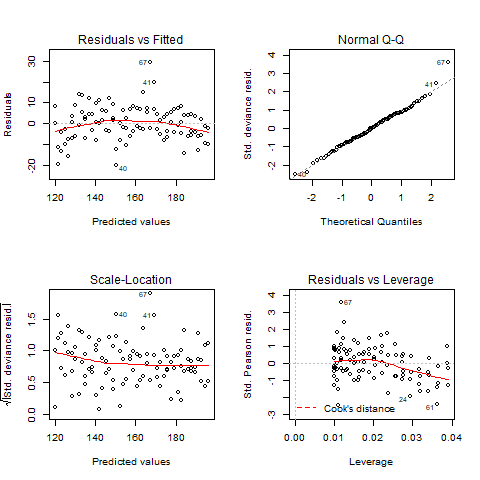 Residuals vs Fitted
Residuals
-20 0 10 30
67
41
40
120 140 160 180
Predicted values
Normal Q-Q
Std. deviance resid.
-2 -1 0 1 2 3
67
41
40
-2 -1 0 1 2
Theoretical Quantiles
Scale-Location
√|Std. deviance resid.|
0.0 0.5 1.0 1.5
67
40
41
120 140 160 180
Predicted values
Residuals vs Leverage
Std. Pearson resid.
-3 -1 0 1 2 3 4
67
24
61
Cook's distance
0.00 0.01 0.02 0.03 0.04
Leverage